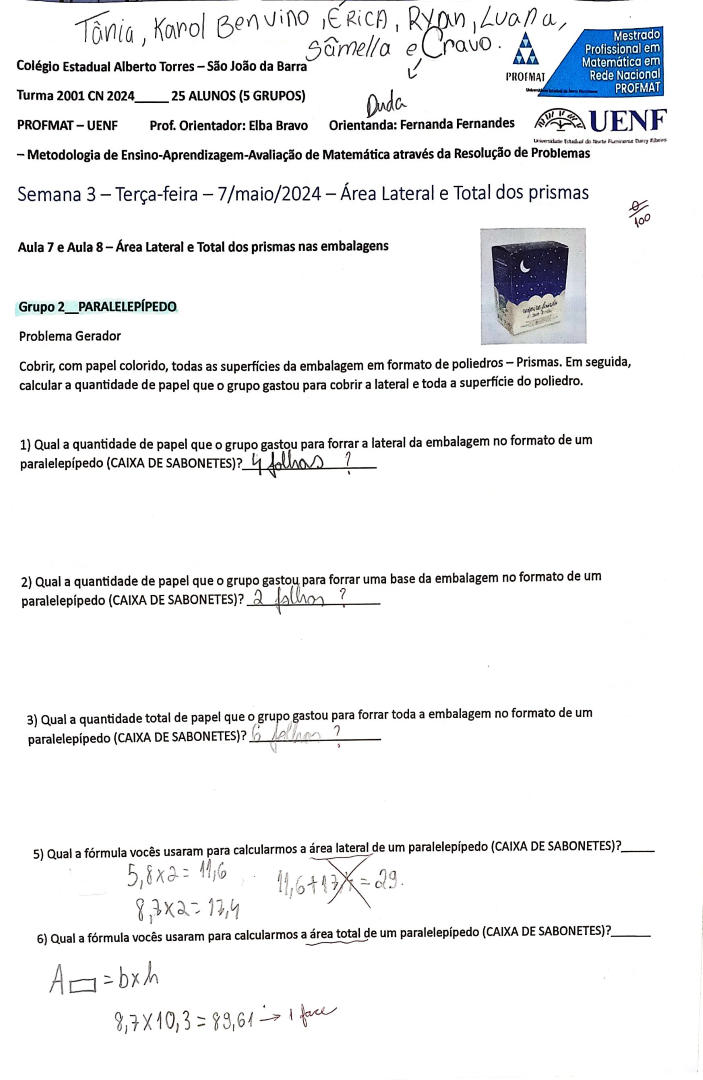 Tânia, Karol Benvino, ÉRICA, Ryan, Luana,
Sâmella e Cravo.
Duda
Colégio Estadual Alberto Torres – São João da Barra
Turma 2001 CN 2024_____ 25 ALUNOS (5 GRUPOS)
PROFMAT – UENF Prof. Orientador: Elba Bravo Orientanda: Fernanda Fernandes
PROFMAT
Mestrado
Profissional em
Matemática em
Rede Nacional
PROFMAT
UENF
Universidade Estadual do Norte Fluminense Darcy Ribeiro
– Metodologia de Ensino-Aprendizagem-Avaliação de Matemática através da Resolução de Problemas
Semana 3 – Terça-feira – 7/maio/2024 – Área Lateral e Total dos prismas
0/100
Aula 7 e Aula 8 – Área Lateral e Total dos prismas nas embalagens
Grupo 2__PARALELEPÍPEDO
Problema Gerador
Cobrir, com papel colorido, todas as superfícies da embalagem em formato de poliedros – Prismas. Em seguida,
calcular a quantidade de papel que o grupo gastou para cobrir a lateral e toda a superfície do poliedro.
1) Qual a quantidade de papel que o grupo gastou para forrar a lateral da embalagem no formato de um
paralelepípedo (CAIXA DE SABONETES)? 4 folhas ?
2) Qual a quantidade de papel que o grupo gastou para forrar uma base da embalagem no formato de um
paralelepípedo (CAIXA DE SABONETES)? 2 folhas ?
3) Qual a quantidade total de papel que o grupo gastou para forrar toda a embalagem no formato de um
paralelepípedo (CAIXA DE SABONETES)? 6 folhas ?
5) Qual a fórmula vocês usaram para calcularmos a área lateral de um paralelepípedo (CAIXA DE SABONETES)?_____
5,8x2= 11,6 11,6+17,4=29.
8,7x2=17,4
6) Qual a fórmula vocês usaram para calcularmos a área total de um paralelepípedo (CAIXA DE SABONETES)?______
A▭=bxh
8,7x10,3=89,61 → 1 face